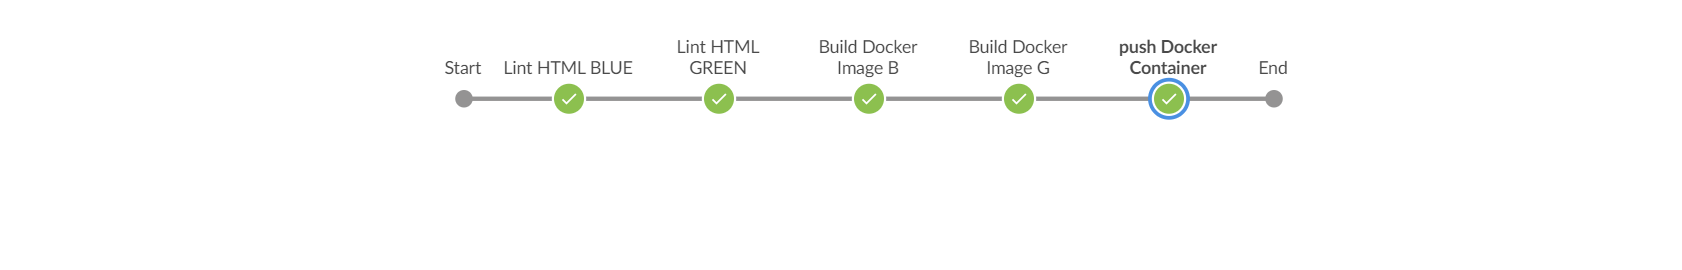 Start
Lint HTML BLUE
Lint HTML
GREEN
Build Docker
Image B
Build Docker
Image G
push Docker
Container
End